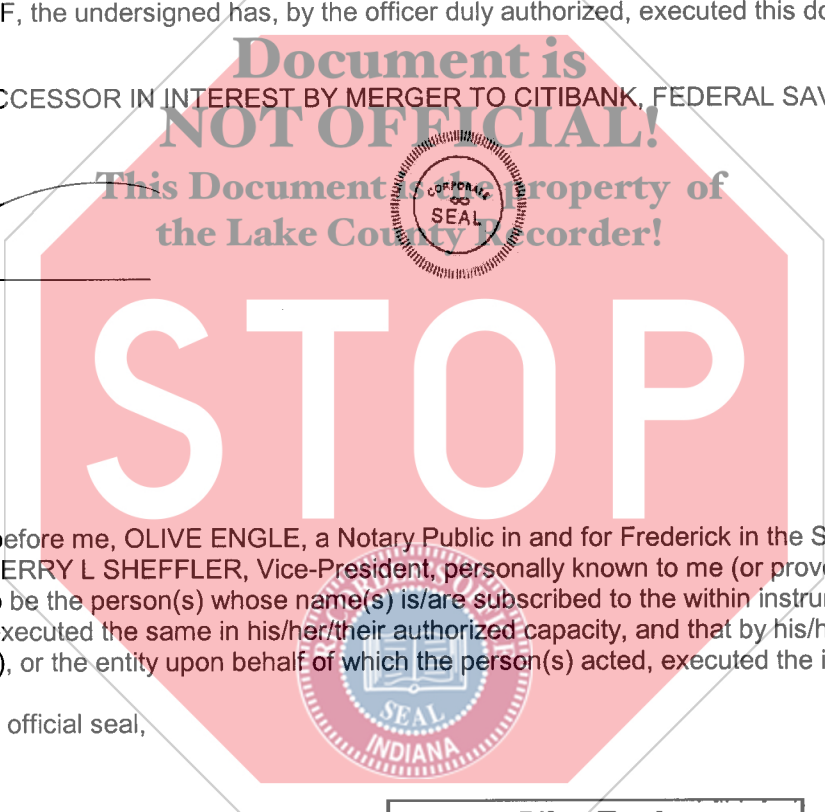 F, the undersigned has, by the officer duly authorized, executed this do
Document is
CCESSOR IN INTEREST BY MERGER TO CITIBANK, FEDERAL SAV
NOT OFFICIAL!
This Document is the property of
the Lake County Recorder!
CORPORATE
SEAL
STOP
before me, OLIVE ENGLE, a Notary Public in and for Frederick in the S
ERRY L SHEFFLER, Vice-President, personally known to me (or prove
be the person(s) whose name(s) is/are subscribed to the within instru
xecuted the same in his/her/their authorized capacity, and that by his/h
), or the entity upon behalf of which the person(s) acted, executed the i
official seal,
SEAL
INDIANA